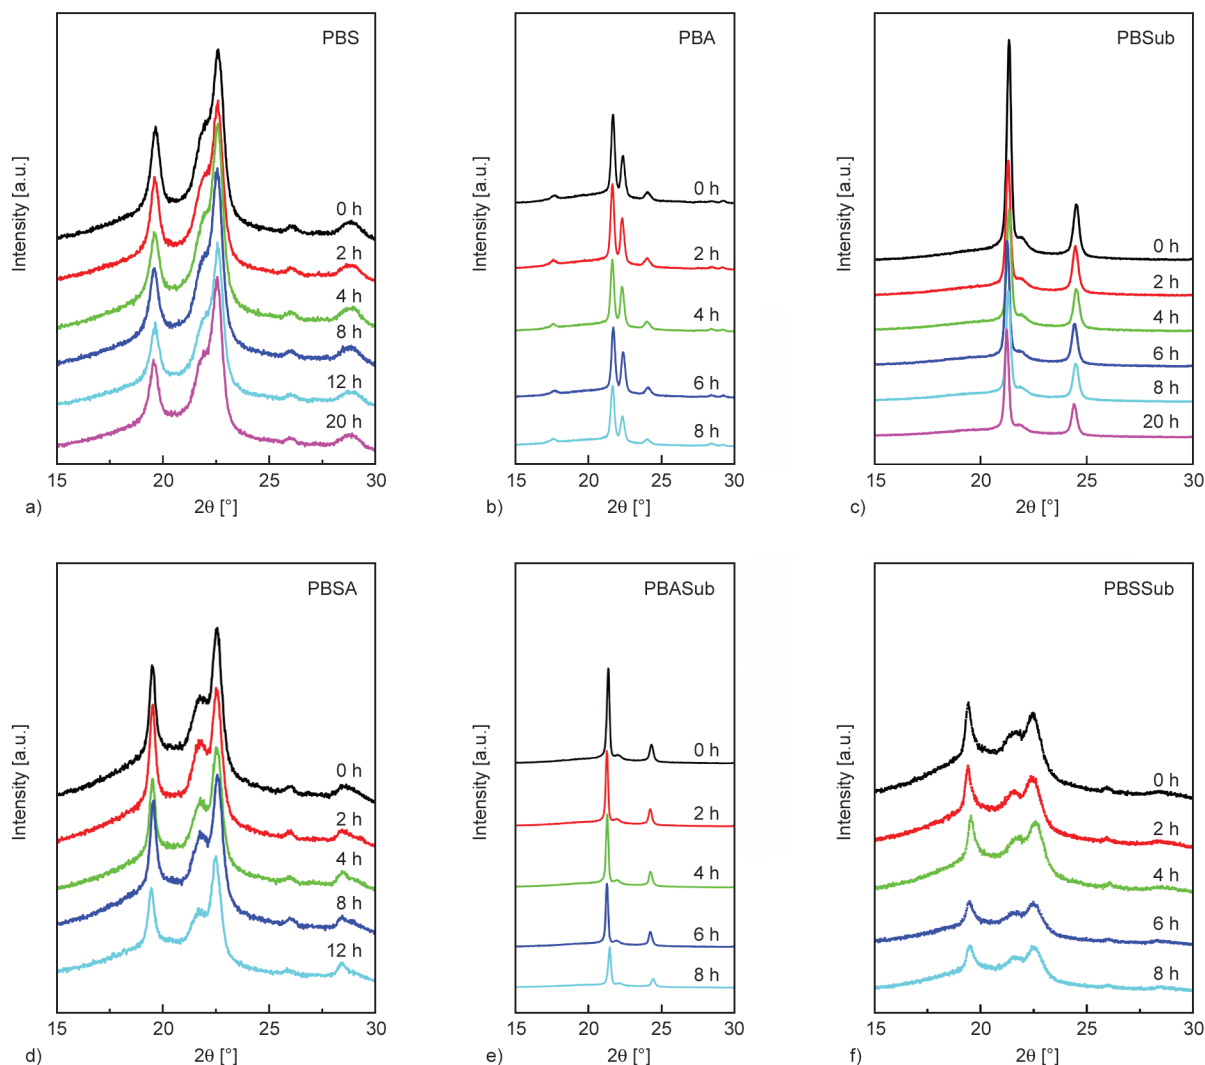 PBS
Intensity [a.u.]
0 h
2 h
4 h
8 h
12 h
20 h
15 20 25 30
2θ [°]
a)
PBA
Intensity [a.u.]
0 h
2 h
4 h
6 h
8 h
15 20 25 30
2θ [°]
b)
PBSub
Intensity [a.u.]
0 h
2 h
4 h
6 h
8 h
20 h
15 20 25 30
2θ [°]
c)
PBSA
Intensity [a.u.]
0 h
2 h
4 h
8 h
12 h
15 20 25 30
2θ [°]
d)
PBASub
Intensity [a.u.]
0 h
2 h
4 h
6 h
8 h
15 20 25 30
2θ [°]
e)
PBSSub
Intensity [a.u.]
0 h
2 h
4 h
6 h
8 h
15 20 25 30
2θ [°]
f)